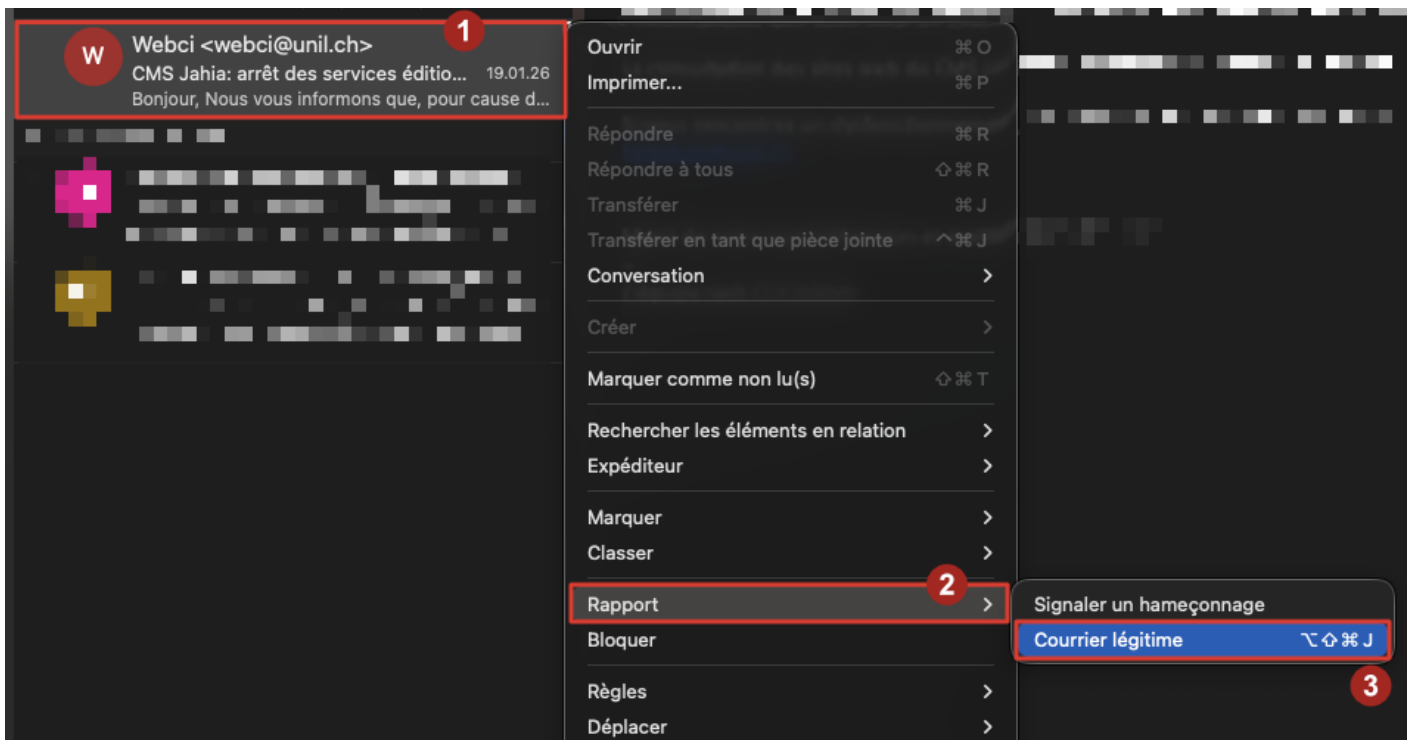 1
W
Webci <webci@unil.ch>
CMS Jahia: arrêt des services éditio... 19.01.26
Bonjour, Nous vous informons que, pour cause d...
Ouvrir ⌘ O
Imprimer... ⌘ P
Répondre ⌘ R
Répondre à tous ⇧ ⌘ R
Transférer ⌘ J
Transférer en tant que pièce jointe ^ ⌘ J
Conversation >
Créer >
Marquer comme non lu(s) ⇧ ⌘ T
Rechercher les éléments en relation >
Expéditeur >
Marquer >
Classer >
2
Rapport >
Bloquer
Règles >
Déplacer >
Signaler un hameçonnage
Courrier légitime ⌥ ⇧ ⌘ J
3